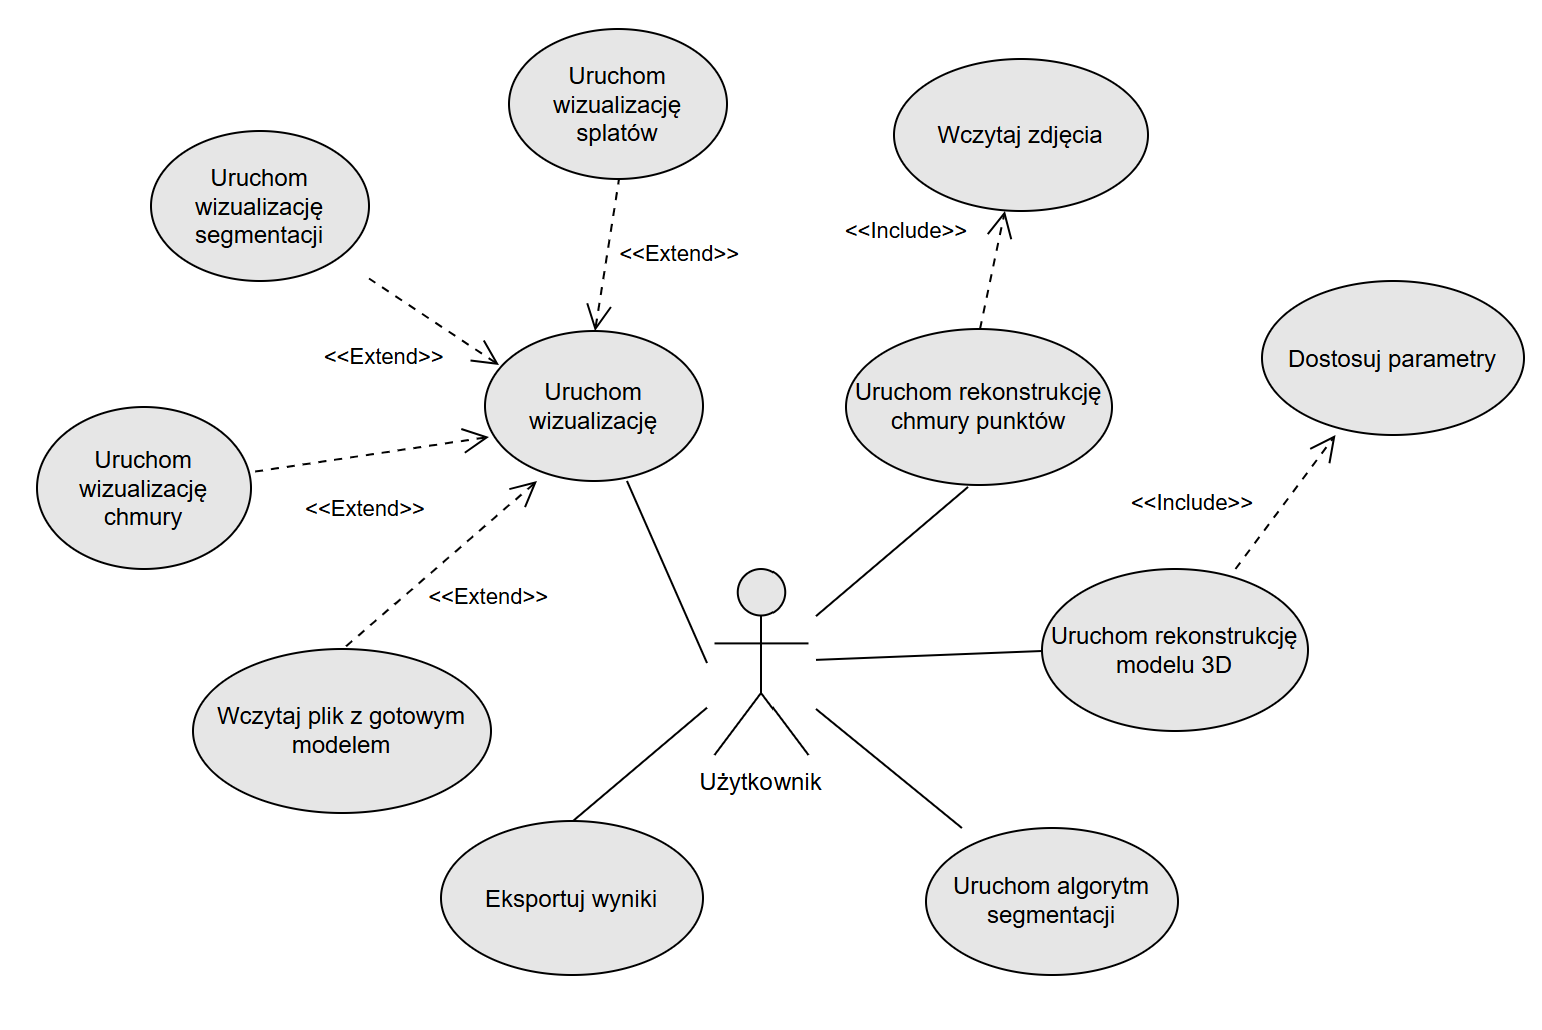 Uruchom
wizualizację
splatów
Wczytaj zdjęcia
Uruchom
wizualizację
segmentacji
<<Include>>
<<Extend>>
<<Extend>>
Dostosuj parametry
Uruchom
wizualizację
Uruchom rekonstrukcję
chmury punktów
Uruchom
wizualizację
chmury
<<Extend>>
<<Include>>
<<Extend>>
Uruchom rekonstrukcję
modelu 3D
Wczytaj plik z gotowym
modelem
Użytkownik
Eksportuj wyniki
Uruchom algorytm
segmentacji